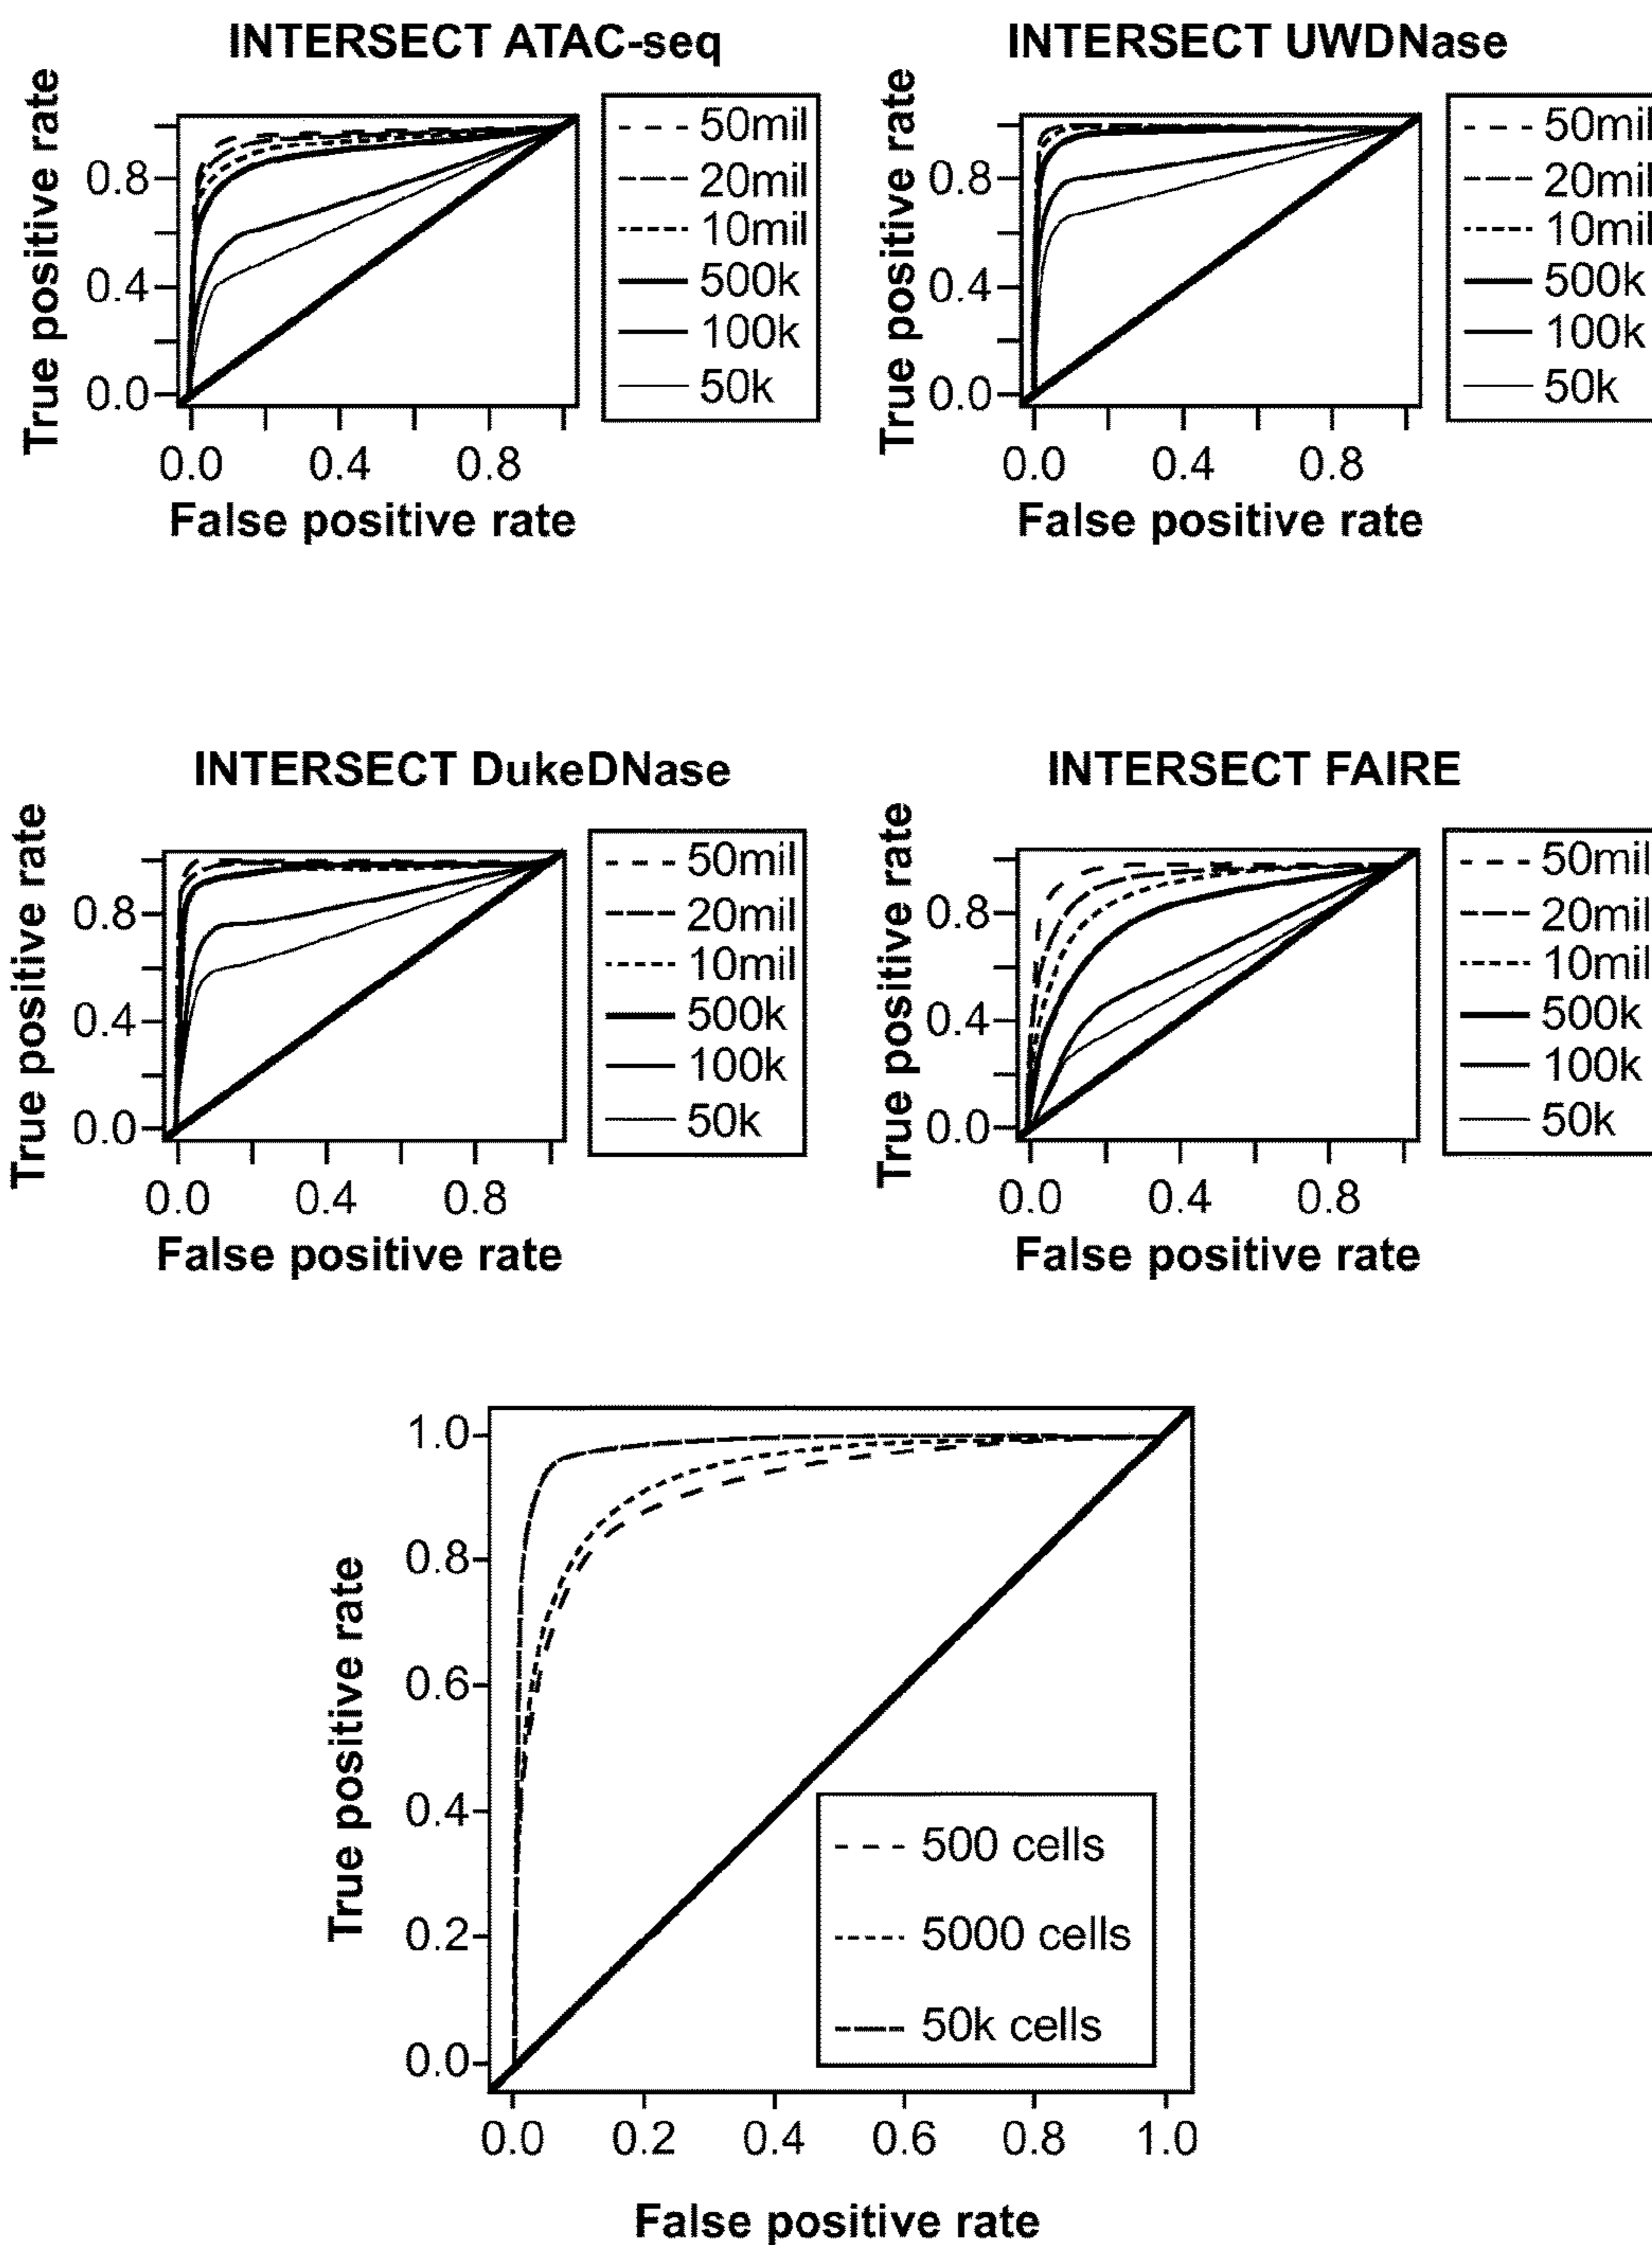 INTERSECT ATAC-seq
True positive rate
0.8
0.4
0.0
0.0 0.4 0.8
False positive rate
50mil
20mil
10mil
500k
100k
50k
INTERSECT UWDNase
True positive rate
0.8
0.4
0.0
0.0 0.4 0.8
False positive rate
50mil
20mil
10mil
500k
100k
50k
INTERSECT DukeDNase
True positive rate
0.8
0.4
0.0
0.0 0.4 0.8
False positive rate
50mil
20mil
10mil
500k
100k
50k
INTERSECT FAIRE
True positive rate
0.8
0.4
0.0
0.0 0.4 0.8
False positive rate
50mil
20mil
10mil
500k
100k
50k
True positive rate
1.0
0.8
0.6
0.4
0.2
0.0
500 cells
5000 cells
50k cells
0.0 0.2 0.4 0.6 0.8 1.0
False positive rate